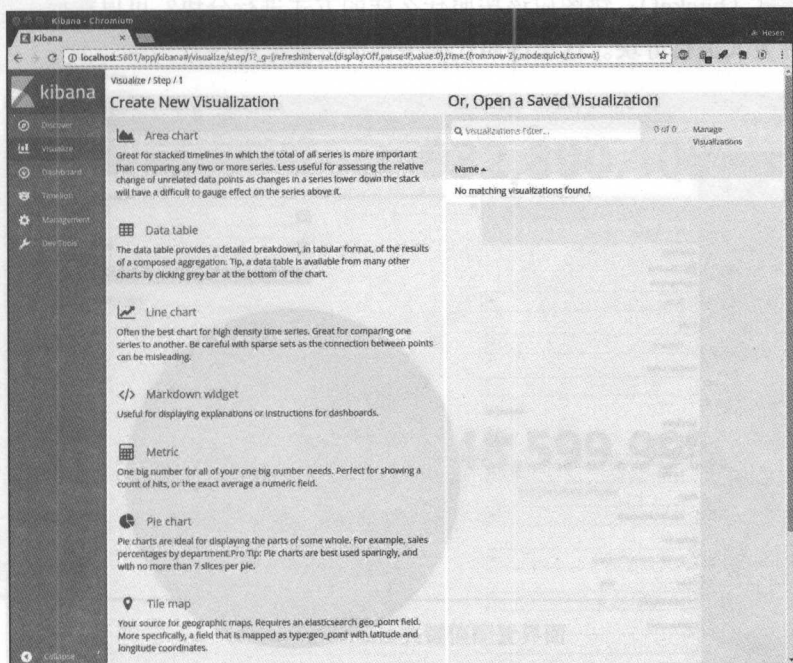 Kibana - Chromium
Kibana
Hesen
localhost:5601/app/kibana#/visualize/step/1?_g=(refreshInterval:(display:Off,pause:!f,value:0),time:(from:now-2y,mode:quick,to:now))
kibana
Discover
Visualize
Dashboard
Timelion
Management
Dev Tools
Collapse
Visualize / Step / 1
Create New Visualization
Area chart
Great for stacked timelines in which the total of all series is more important
than comparing any two or more series. Less useful for assessing the relative
change of unrelated data points as changes in a series lower down the stack
will have a difficult to gauge effect on the series above it.
Data table
The data table provides a detailed breakdown, in tabular format, of the results
of a composed aggregation. Tip, a data table is available from many other
charts by clicking grey bar at the bottom of the chart.
Line chart
Often the best chart for high density time series. Great for comparing one
series to another. Be careful with sparse sets as the connection between points
can be misleading.
Markdown widget
Useful for displaying explanations or instructions for dashboards.
Metric
One big number for all of your one big number needs. Perfect for showing a
count of hits, or the exact average a numeric field.
Pie chart
Pie charts are ideal for displaying the parts of some whole. For example, sales
percentages by department.Pro Tip: Pie charts are best used sparingly, and
with no more than 7 slices per pie.
Tile map
Your source for geographic maps. Requires an elasticsearch geo_point field.
More specifically, a field that is mapped as type:geo_point with latitude and
longitude coordinates.
Or, Open a Saved Visualization
Visualizations Filter...
0 of 0
Manage
Visualizations
Name
No matching visualizations found.